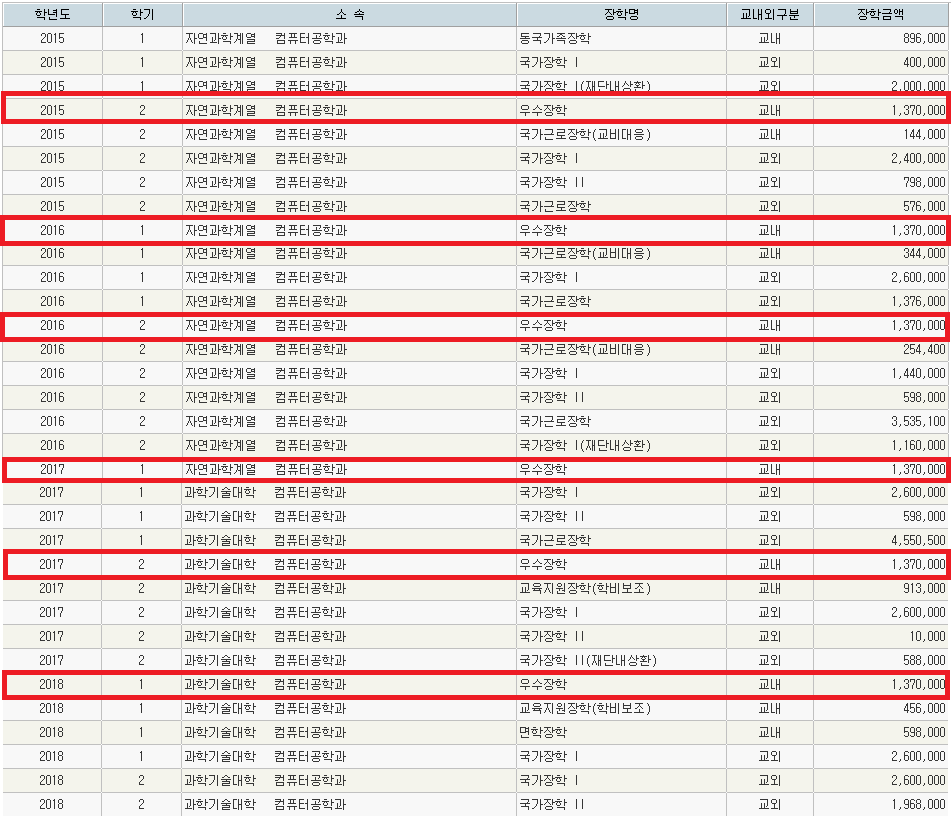 학년도 학기 소 속 장학명 교내외구분 장학금액
2015 1 자연과학계열 컴퓨터공학과 동국가족장학 교내 896,000
2015 1 자연과학계열 컴퓨터공학과 국가장학 I 교외 400,000
2015 1 자연과학계열 컴퓨터공학과 국가장학 I(재단내상환) 교외 2,000,000
2015 2 자연과학계열 컴퓨터공학과 우수장학 교내 1,370,000
2015 2 자연과학계열 컴퓨터공학과 국가근로장학(교비대응) 교내 144,000
2015 2 자연과학계열 컴퓨터공학과 국가장학 I 교외 2,400,000
2015 2 자연과학계열 컴퓨터공학과 국가장학 II 교외 798,000
2015 2 자연과학계열 컴퓨터공학과 국가근로장학 교외 576,000
2016 1 자연과학계열 컴퓨터공학과 우수장학 교내 1,370,000
2016 1 자연과학계열 컴퓨터공학과 국가근로장학(교비대응) 교내 344,000
2016 1 자연과학계열 컴퓨터공학과 국가장학 I 교외 2,600,000
2016 1 자연과학계열 컴퓨터공학과 국가근로장학 교외 1,376,000
2016 2 자연과학계열 컴퓨터공학과 우수장학 교내 1,370,000
2016 2 자연과학계열 컴퓨터공학과 국가근로장학(교비대응) 교내 254,400
2016 2 자연과학계열 컴퓨터공학과 국가장학 I 교외 1,440,000
2016 2 자연과학계열 컴퓨터공학과 국가장학 II 교외 598,000
2016 2 자연과학계열 컴퓨터공학과 국가근로장학 교외 3,535,100
2016 2 자연과학계열 컴퓨터공학과 국가장학 I(재단내상환) 교외 1,160,000
2017 1 자연과학계열 컴퓨터공학과 우수장학 교내 1,370,000
2017 1 과학기술대학 컴퓨터공학과 국가장학 I 교외 2,600,000
2017 1 과학기술대학 컴퓨터공학과 국가장학 II 교외 598,000
2017 1 과학기술대학 컴퓨터공학과 국가근로장학 교외 4,550,500
2017 2 과학기술대학 컴퓨터공학과 우수장학 교내 1,370,000
2017 2 과학기술대학 컴퓨터공학과 교육지원장학(학비보조) 교내 913,000
2017 2 과학기술대학 컴퓨터공학과 국가장학 I 교외 2,600,000
2017 2 과학기술대학 컴퓨터공학과 국가장학 II 교외 10,000
2017 2 과학기술대학 컴퓨터공학과 국가장학 II(재단내상환) 교외 588,000
2018 1 과학기술대학 컴퓨터공학과 우수장학 교내 1,370,000
2018 1 과학기술대학 컴퓨터공학과 교육지원장학(학비보조) 교내 456,000
2018 1 과학기술대학 컴퓨터공학과 면학장학 교내 598,000
2018 1 과학기술대학 컴퓨터공학과 국가장학 I 교외 2,600,000
2018 2 과학기술대학 컴퓨터공학과 국가장학 I 교외 2,600,000
2018 2 과학기술대학 컴퓨터공학과 국가장학 II 교외 1,968,000